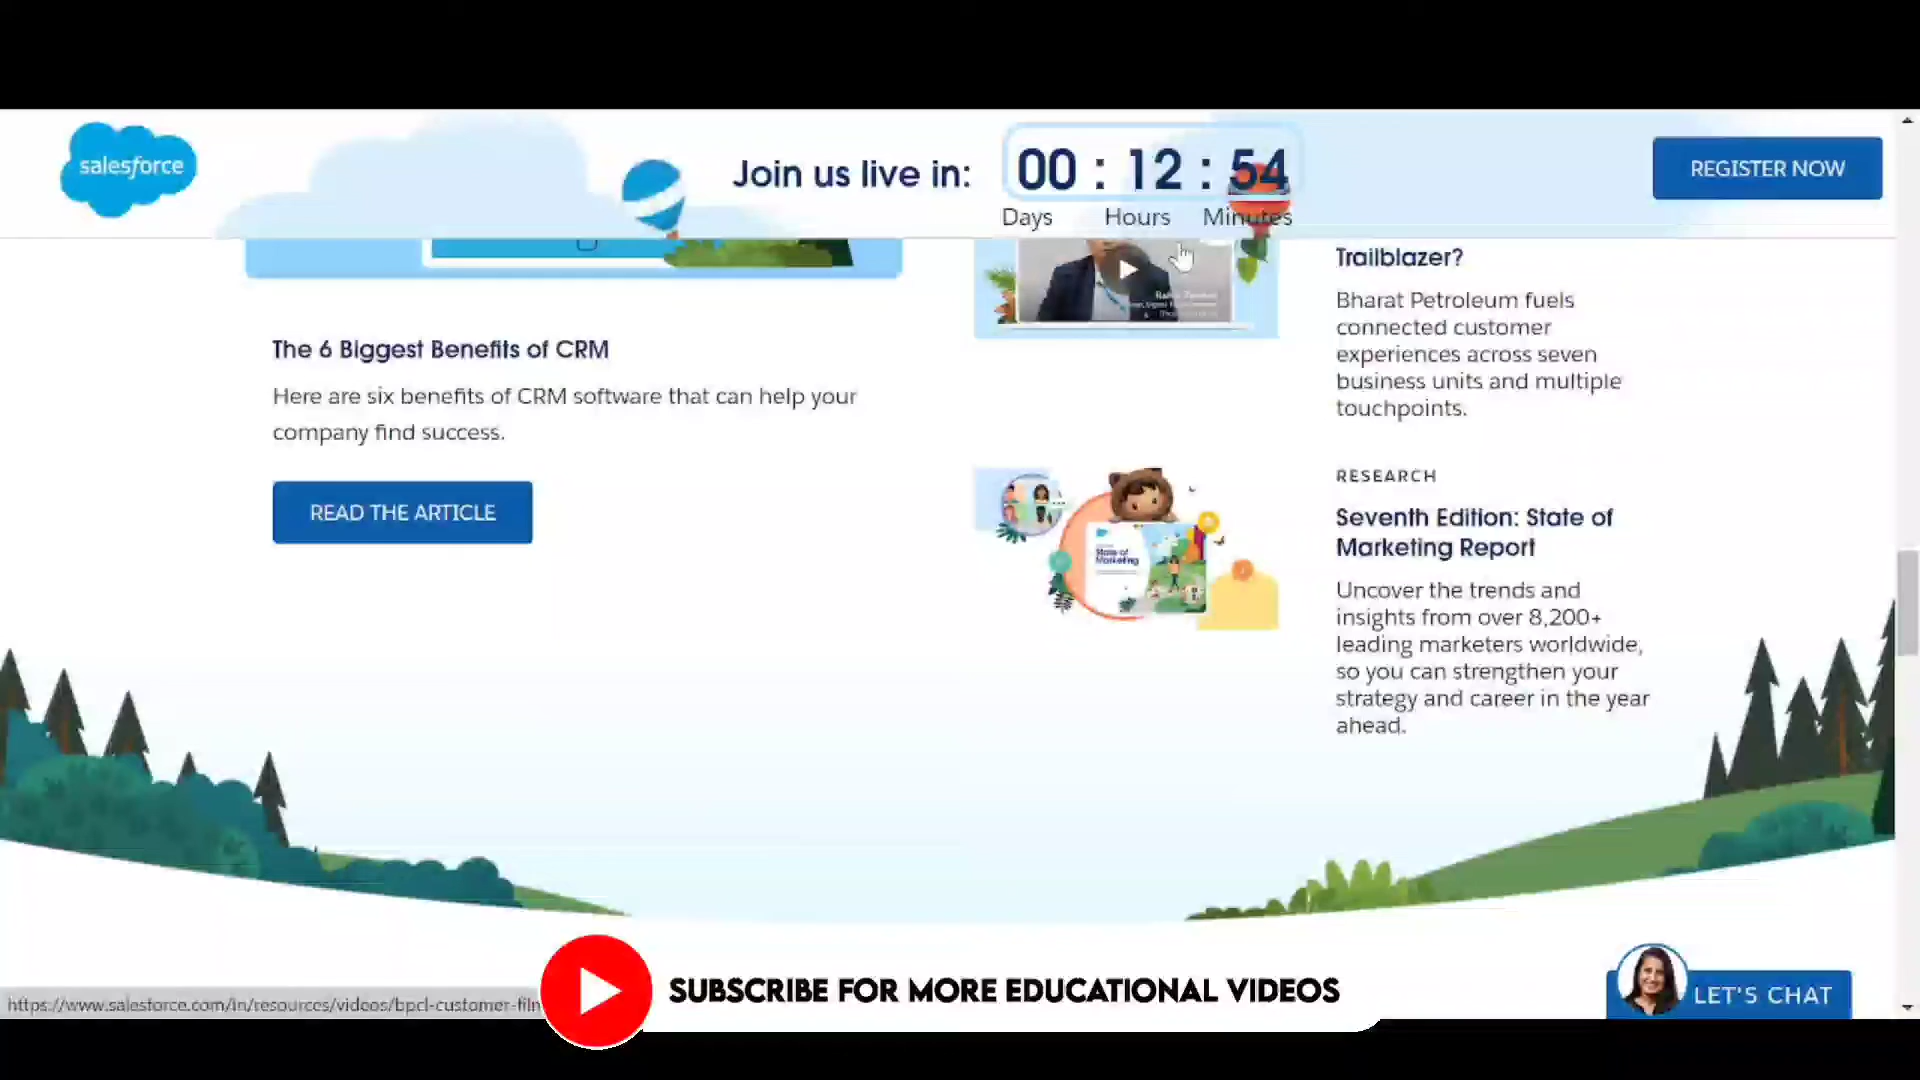 salesforce
Join us live in:
00 : 12 : 54
Days Hours Minutes
REGISTER NOW
The 6 Biggest Benefits of CRM
Here are six benefits of CRM software that can help your
company find success.
READ THE ARTICLE
Trailblazer?
Bharat Petroleum fuels
connected customer
experiences across seven
business units and multiple
touchpoints.
State of
Marketing
RESEARCH
Seventh Edition: State of
Marketing Report
Uncover the trends and
insights from over 8,200+
leading marketers worldwide,
so you can strengthen your
strategy and career in the year
ahead.
https://www.salesforce.com/in/resources/videos/bpcl-customer-film
SUBSCRIBE FOR MORE EDUCATIONAL VIDEOS
LET'S CHAT